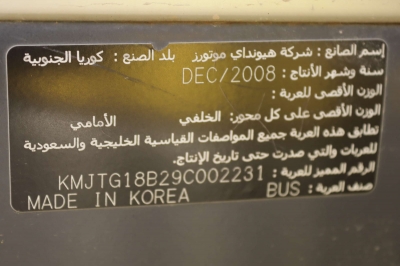 إسم الصانع : شركة هيونداي موتورز بلد الصنع : كوريا الجنوبية
سنة وشهر الأنتاج : DEC/2008
الوزن الأقصى للعربة :
الوزن الأقصى على كل محور: الخلفي الأمامي
تطابق هذه العربة جميع المواصفات القياسية الخليجية والسعودية
للعربات والتي صدرت حتى تاريخ الإنتاج.
الرقم المميز للعربة : KMJTG18B29C002231
صنف العربة : BUS MADE IN KOREA